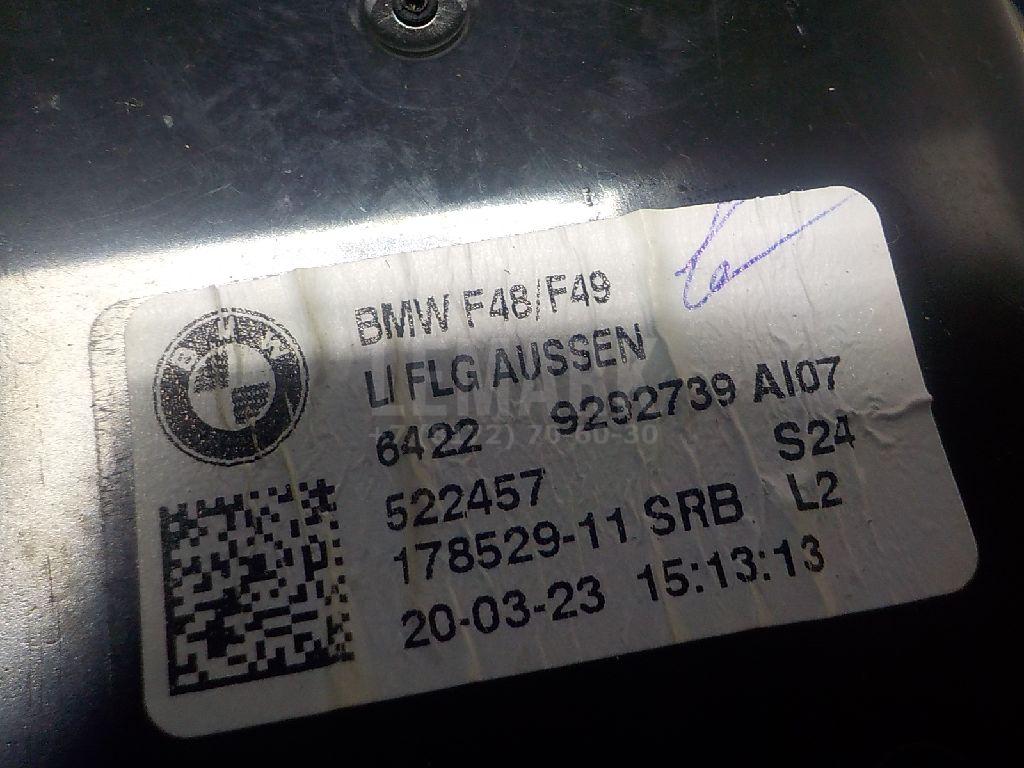 BMW
BMW F48/F49
LI FLG AUSSEN
6422 9292739 AI07
522457 S24
178529-11 SRB L2
20-03-23 15:13:13